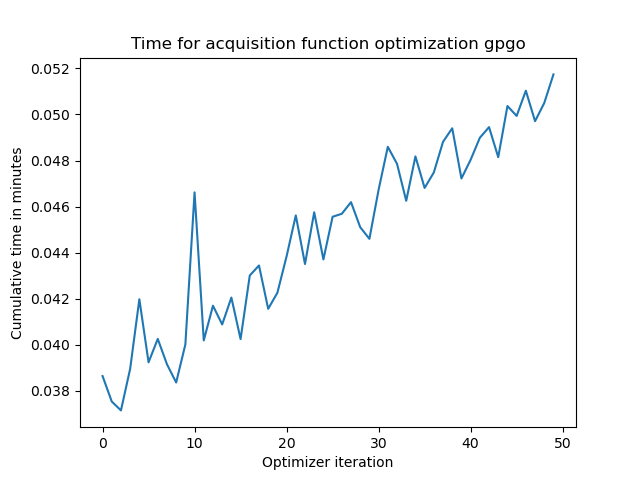 Time for acquisition function optimization gpgo
0.052
0.050
0.048
0.046
0.044
0.042
0.040
0.038
Cumulative time in minutes
0 10 20 30 40 50
Optimizer iteration